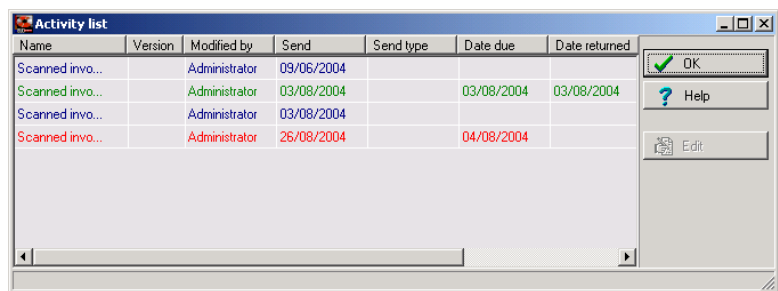 Activity list
Name Version Modified by Send Send type Date due Date returned
Scanned invo... Administrator 09/06/2004
Scanned invo... Administrator 03/08/2004 03/08/2004 03/08/2004
Scanned invo... Administrator 03/08/2004
Scanned invo... Administrator 26/08/2004 04/08/2004
OK
Help
Edit